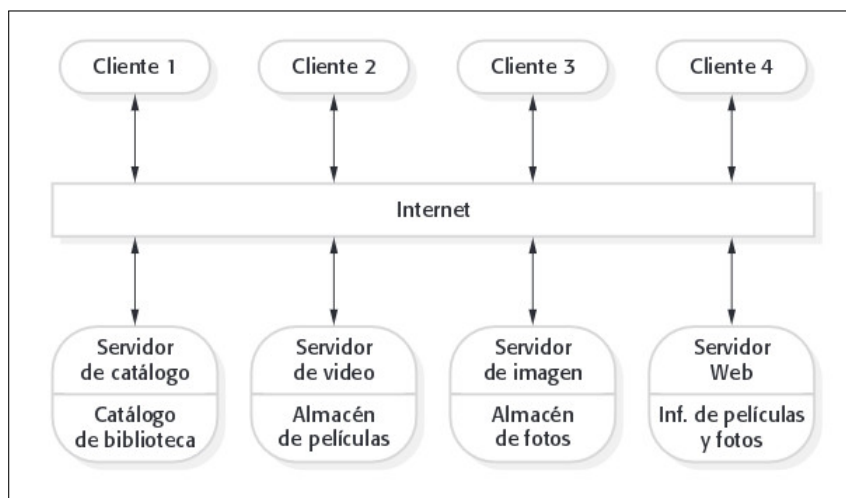 Cliente 1
Cliente 2
Cliente 3
Cliente 4
Internet
Servidor
de catálogo
Catálogo
de biblioteca
Servidor
de video
Almacén
de películas
Servidor
de imagen
Almacén
de fotos
Servidor
Web
Inf. de películas
y fotos